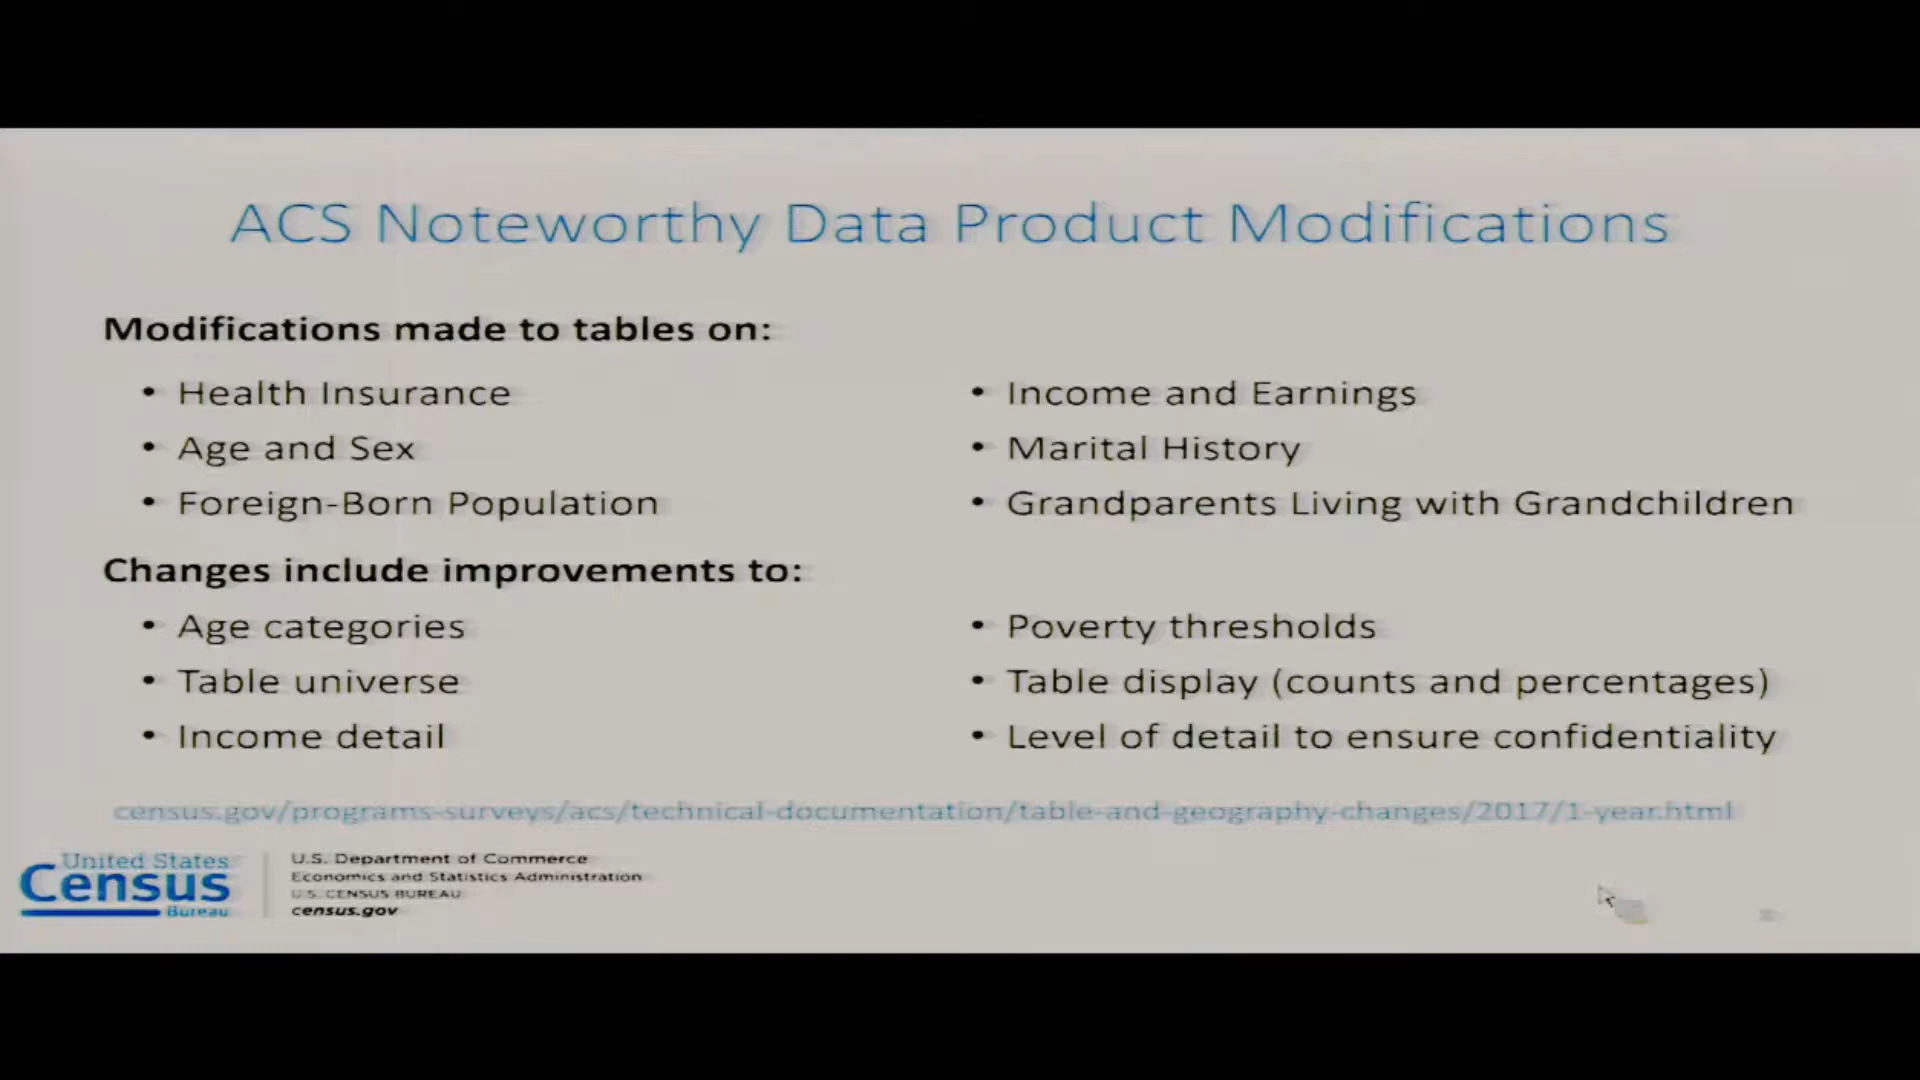 ACS Noteworthy Data Product Modifications
Modifications made to tables on:
• Health Insurance
• Age and Sex
• Foreign-Born Population
• Income and Earnings
• Marital History
• Grandparents Living with Grandchildren
Changes include improvements to:
• Age categories
• Table universe
• Income detail
• Poverty thresholds
• Table display (counts and percentages)
• Level of detail to ensure confidentiality
census.gov/programs-surveys/acs/technical-documentation/table-and-geography-changes/2017/1-year.html
United States
Census
Bureau
U.S. Department of Commerce
Economics and Statistics Administration
U.S. CENSUS BUREAU
census.gov